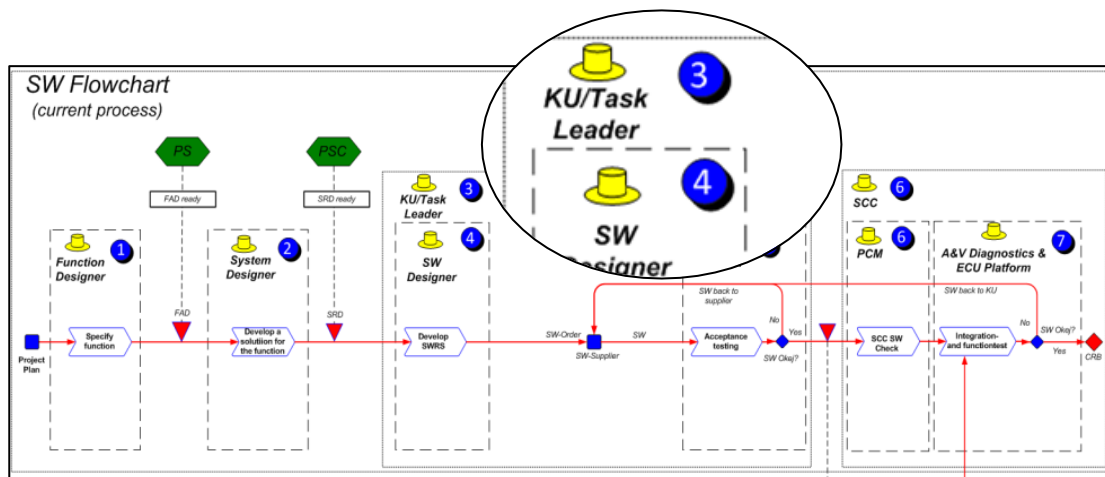 SW Flowchart
(current process)
KU/Task
Leader
3
SW
Designer
4
PS
PSC
FAD ready
SRD ready
KU/Task
Leader
3
SCC
6
Function
Designer
1
System
Designer
2
SW
Designer
4
PCM
6
A&V Diagnostics &
ECU Platform
7
SW back to
supplier
SW back to KU
FAD
SRD
SW-Order
SW
No
Yes
No
SW Okej?
Project
Plan
Specify
function
Develop a
solutiion for
the function
Develop
SWRS
SW-Supplier
Acceptance
testing
SW Okej?
SCC SW
Check
Integration-
and functiontest
Yes
CRB